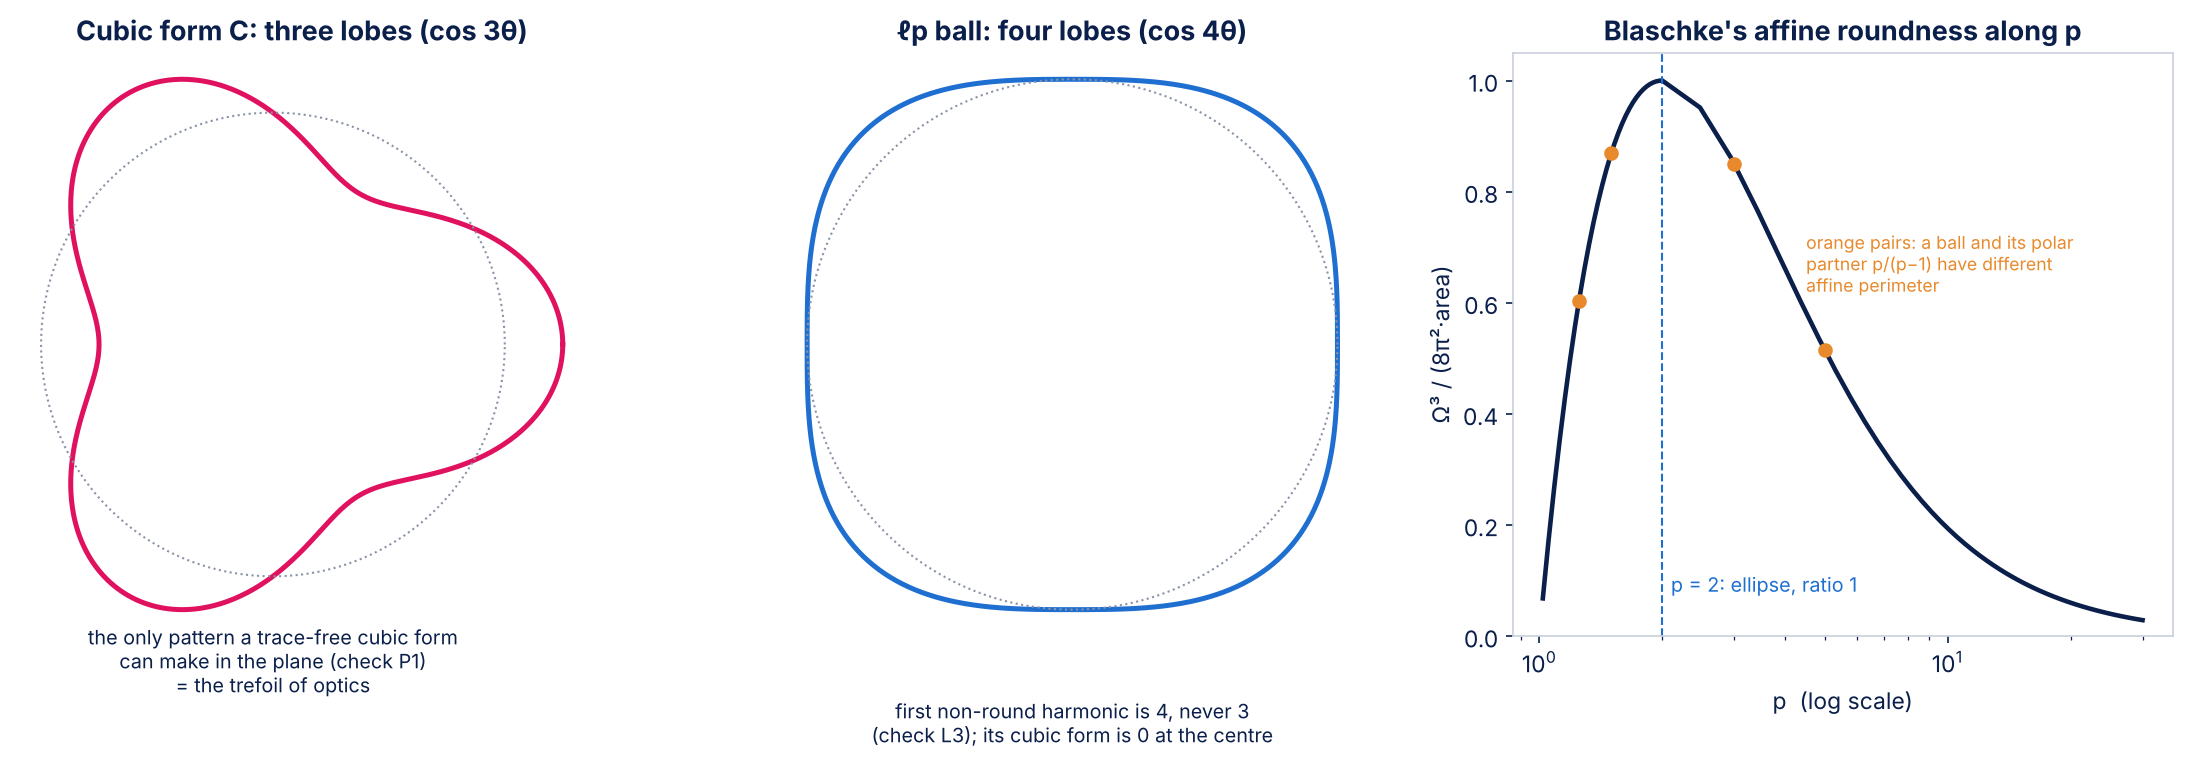 Cubic form C: three lobes (cos 3θ)
the only pattern a trace-free cubic form
can make in the plane (check P1)
= the trefoil of optics
ℓp ball: four lobes (cos 4θ)
first non-round harmonic is 4, never 3
(check L3); its cubic form is 0 at the centre
Blaschke's affine roundness along p
Ω³ / (8π²·area)
1.0
0.8
0.6
0.4
0.2
0.0
orange pairs: a ball and its polar
partner p/(p−1) have different
affine perimeter
p = 2: ellipse, ratio 1
10⁰
10¹
p (log scale)